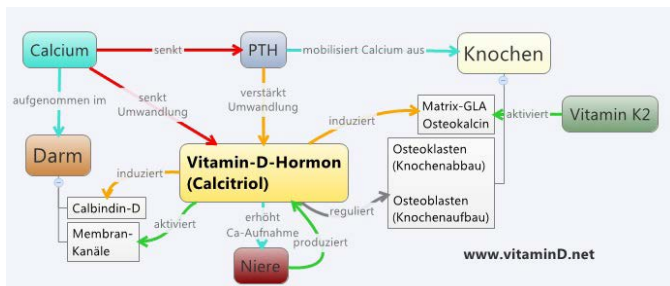 Calcium
senkt
PTH
mobilisiert Calcium aus
Knochen
aufgenommen im
senkt
Umwandlung
verstärkt
Umwandlung
induziert
Matrix-GLA
Osteokalcin
aktiviert
Vitamin K2
Darm
induziert
Vitamin-D-Hormon
(Calcitriol)
Osteoklasten
(Knochenabbau)
Osteoblasten
(Knochenaufbau)
Calbindin-D
aktiviert
Membran-
Kanäle
erhöht
Ca-Aufnahme
reguliert
produziert
Niere
www.vitaminD.net